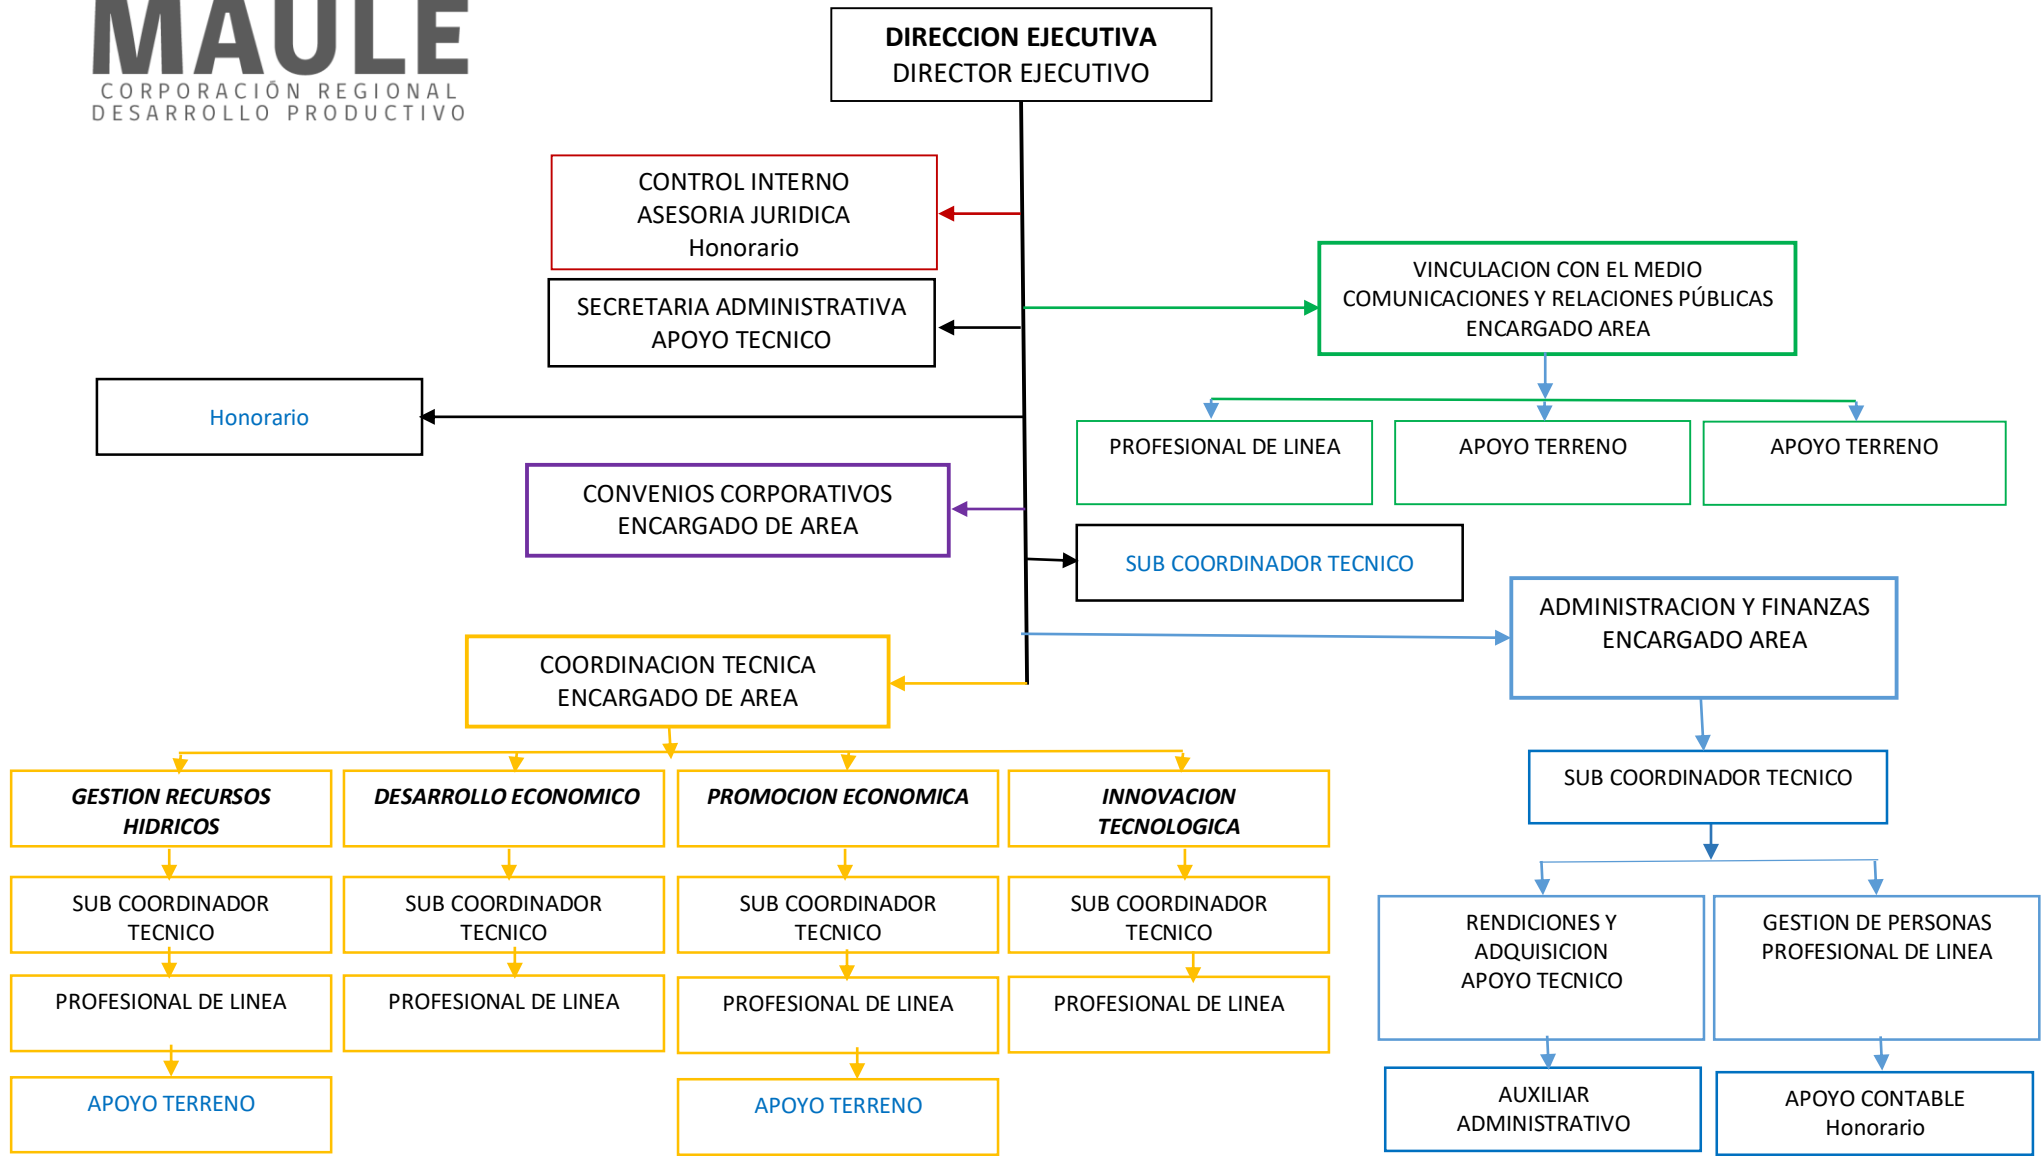 MAULE
CORPORACIÓN REGIONAL
DESARROLLO PRODUCTIVO
DIRECCION EJECUTIVA
DIRECTOR EJECUTIVO
CONTROL INTERNO
ASESORIA JURIDICA
Honorario
SECRETARIA ADMINISTRATIVA
APOYO TECNICO
VINCULACION CON EL MEDIO
COMUNICACIONES Y RELACIONES PÚBLICAS
ENCARGADO AREA
Honorario
PROFESIONAL DE LINEA
APOYO TERRENO
APOYO TERRENO
CONVENIOS CORPORATIVOS
ENCARGADO DE AREA
SUB COORDINADOR TECNICO
ADMINISTRACION Y FINANZAS
ENCARGADO AREA
COORDINACION TECNICA
ENCARGADO DE AREA
SUB COORDINADOR TECNICO
GESTION RECURSOS
HIDRICOS
DESARROLLO ECONOMICO
PROMOCION ECONOMICA
INNOVACION
TECNOLOGICA
SUB COORDINADOR
TECNICO
SUB COORDINADOR
TECNICO
SUB COORDINADOR
TECNICO
SUB COORDINADOR
TECNICO
RENDICIONES Y
ADQUISICION
APOYO TECNICO
GESTION DE PERSONAS
PROFESIONAL DE LINEA
PROFESIONAL DE LINEA
PROFESIONAL DE LINEA
PROFESIONAL DE LINEA
PROFESIONAL DE LINEA
APOYO TERRENO
APOYO TERRENO
AUXILIAR
ADMINISTRATIVO
APOYO CONTABLE
Honorario